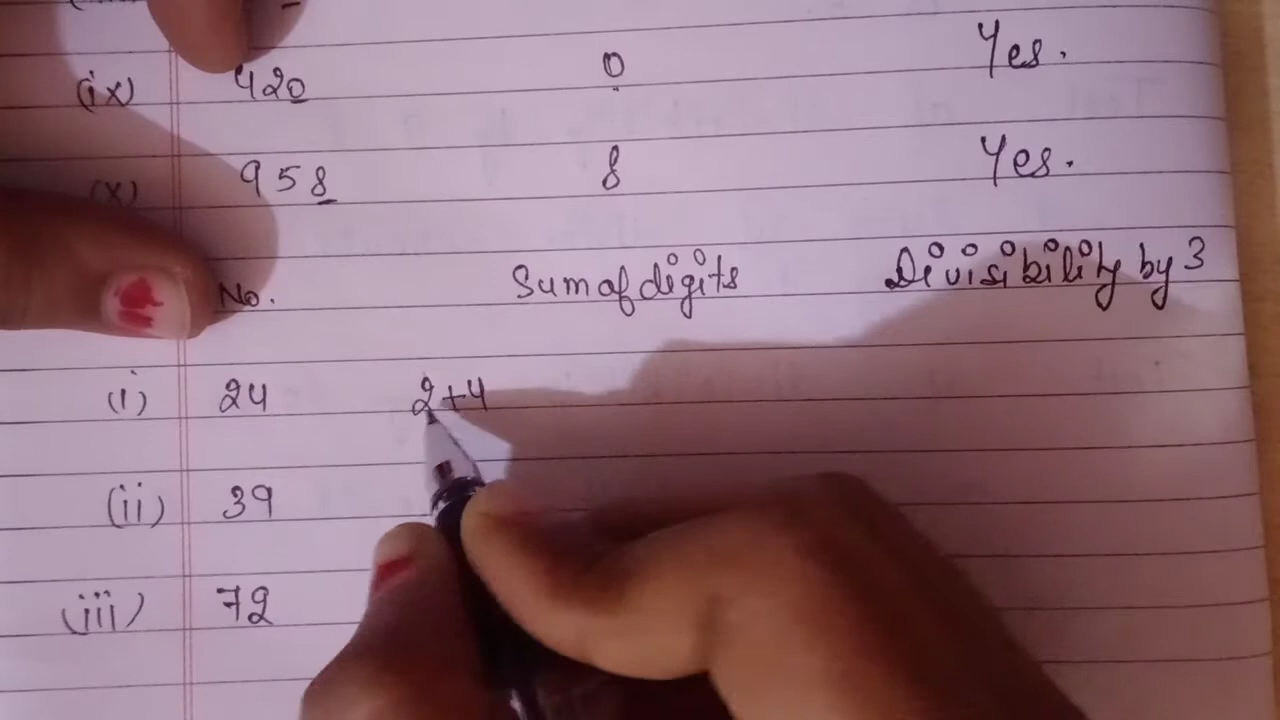 (ix) 420 0 Yes.
(x) 958 8 Yes.
No. Sum of digits Divisibility by 3
(i) 24 2+4
(ii) 39
(iii) 72